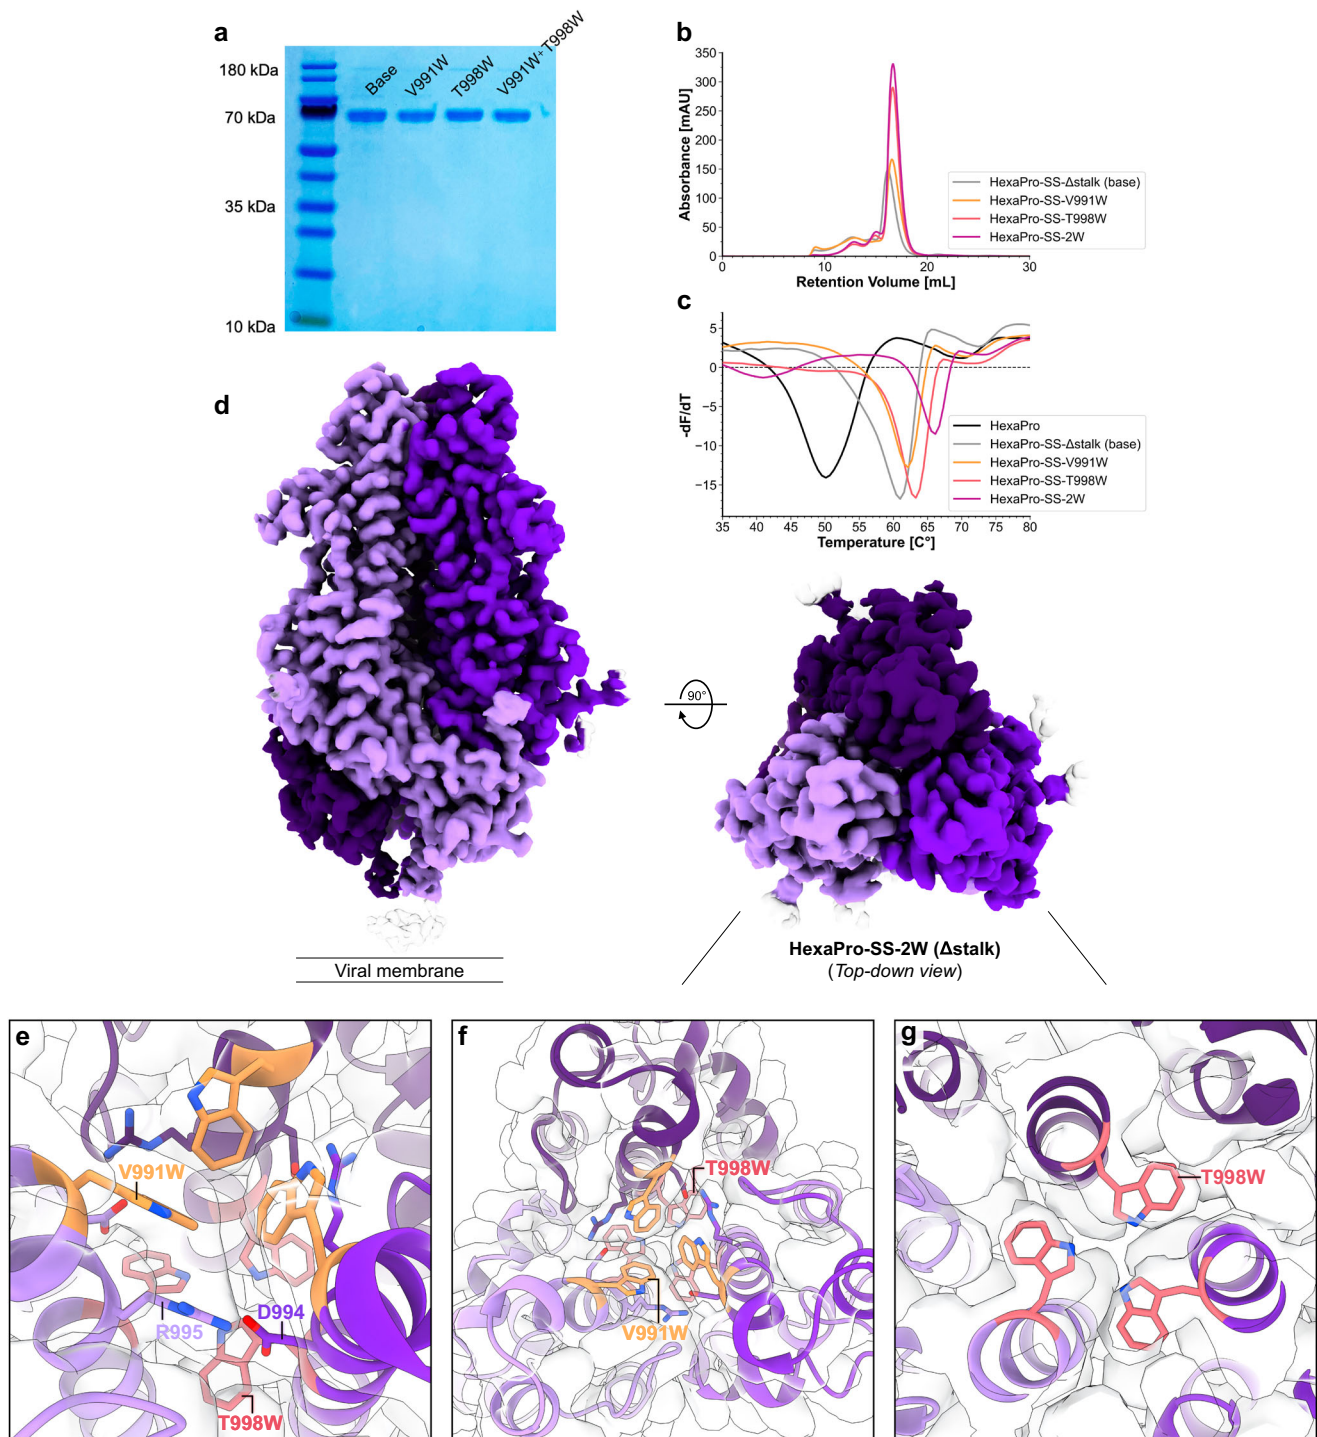 a
Base
V991W
T998W
V991W+T998W
180 kDa
70 kDa
35 kDa
10 kDa
b
350
300
250
200
150
100
50
0
Absorbance [mAU]
0
10
20
30
Retention Volume [mL]
HexaPro-SS-Δstalk (base)
HexaPro-SS-V991W
HexaPro-SS-T998W
HexaPro-SS-2W
c
5
0
−5
−10
−15
-dF/dT
35
40
45
50
55
60
65
70
75
80
Temperature [C°]
HexaPro
HexaPro-SS-Δstalk (base)
HexaPro-SS-V991W
HexaPro-SS-T998W
HexaPro-SS-2W
d
90°
Viral membrane
HexaPro-SS-2W (Δstalk)
(Top-down view)
e
V991W
D994
R995
T998W
f
T998W
V991W
g
T998W